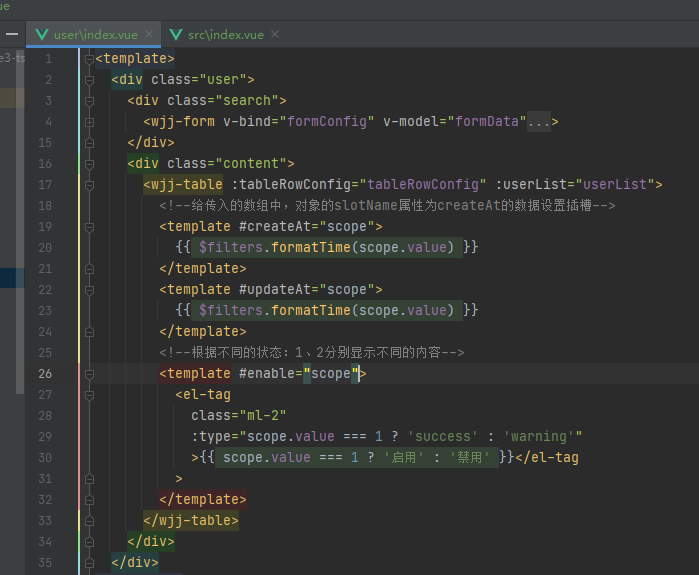 ue
user\index.vue
src\index.vue
e3-ts
1 <template>
2 <div class="user">
3 <div class="search">
4 <wjj-form v-bind="formConfig" v-model="formData"...>
15 </div>
16 <div class="content">
17 <wjj-table :tableRowConfig="tableRowConfig" :userList="userList">
18 <!--给传入的数组中，对象的slotName属性为createAt的数据设置插槽-->
19 <template #createAt="scope">
20 {{ $filters.formatTime(scope.value) }}
21 </template>
22 <template #updateAt="scope">
23 {{ $filters.formatTime(scope.value) }}
24 </template>
25 <!--根据不同的状态：1、2分别显示不同的内容-->
26 <template #enable="scope">
27 <el-tag
28 class="ml-2"
29 :type="scope.value === 1 ? 'success' : 'warning'"
30 >{{ scope.value === 1 ? '启用' : '禁用' }}</el-tag
31 >
32 </template>
33 </wjj-table>
34 </div>
35 </div>